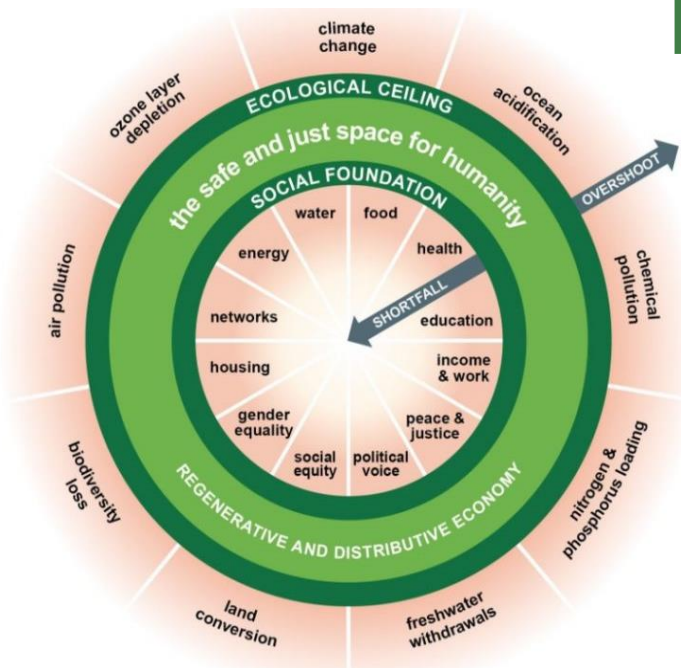 climate
change
ocean
acidification
chemical
pollution
nitrogen &
phosphorus loading
freshwater
withdrawals
land
conversion
biodiversity
loss
air pollution
ozone layer
depletion
ECOLOGICAL CEILING
the safe and just space for humanity
SOCIAL FOUNDATION
OVERSHOOT
SHORTFALL
water
food
health
education
income
& work
peace &
justice
political
voice
social
equity
gender
equality
housing
networks
energy
REGENERATIVE AND DISTRIBUTIVE ECONOMY